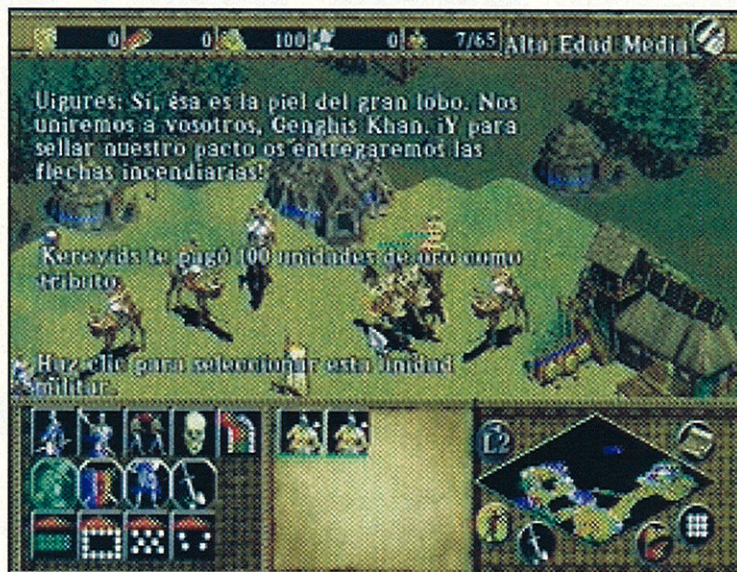 0 0 100 0 7/65 Alta Edad Media
Uigures: Sí, ésa es la piel del gran lobo. Nos
uniremos a vosotros, Genghis Khan. ¡Y para
sellar nuestro pacto os entregaremos las
flechas incendiarias!
Kereyids te pagó 100 unidades de oro como
tributo.
Haz clic para seleccionar esta unidad
militar.
L2